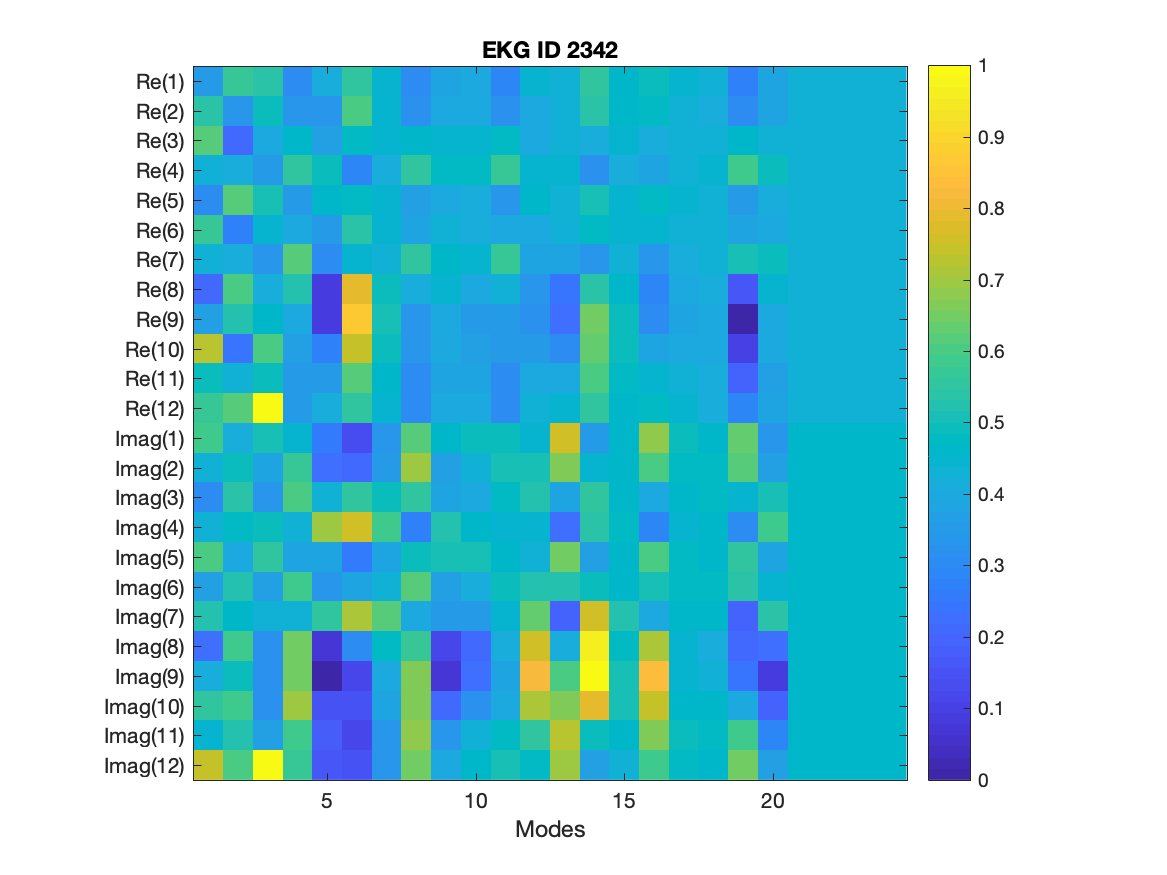 EKG ID 2342
Re(1)
Re(2)
Re(3)
Re(4)
Re(5)
Re(6)
Re(7)
Re(8)
Re(9)
Re(10)
Re(11)
Re(12)
Imag(1)
Imag(2)
Imag(3)
Imag(4)
Imag(5)
Imag(6)
Imag(7)
Imag(8)
Imag(9)
Imag(10)
Imag(11)
Imag(12)
5 10 15 20
Modes
1
0.9
0.8
0.7
0.6
0.5
0.4
0.3
0.2
0.1
0